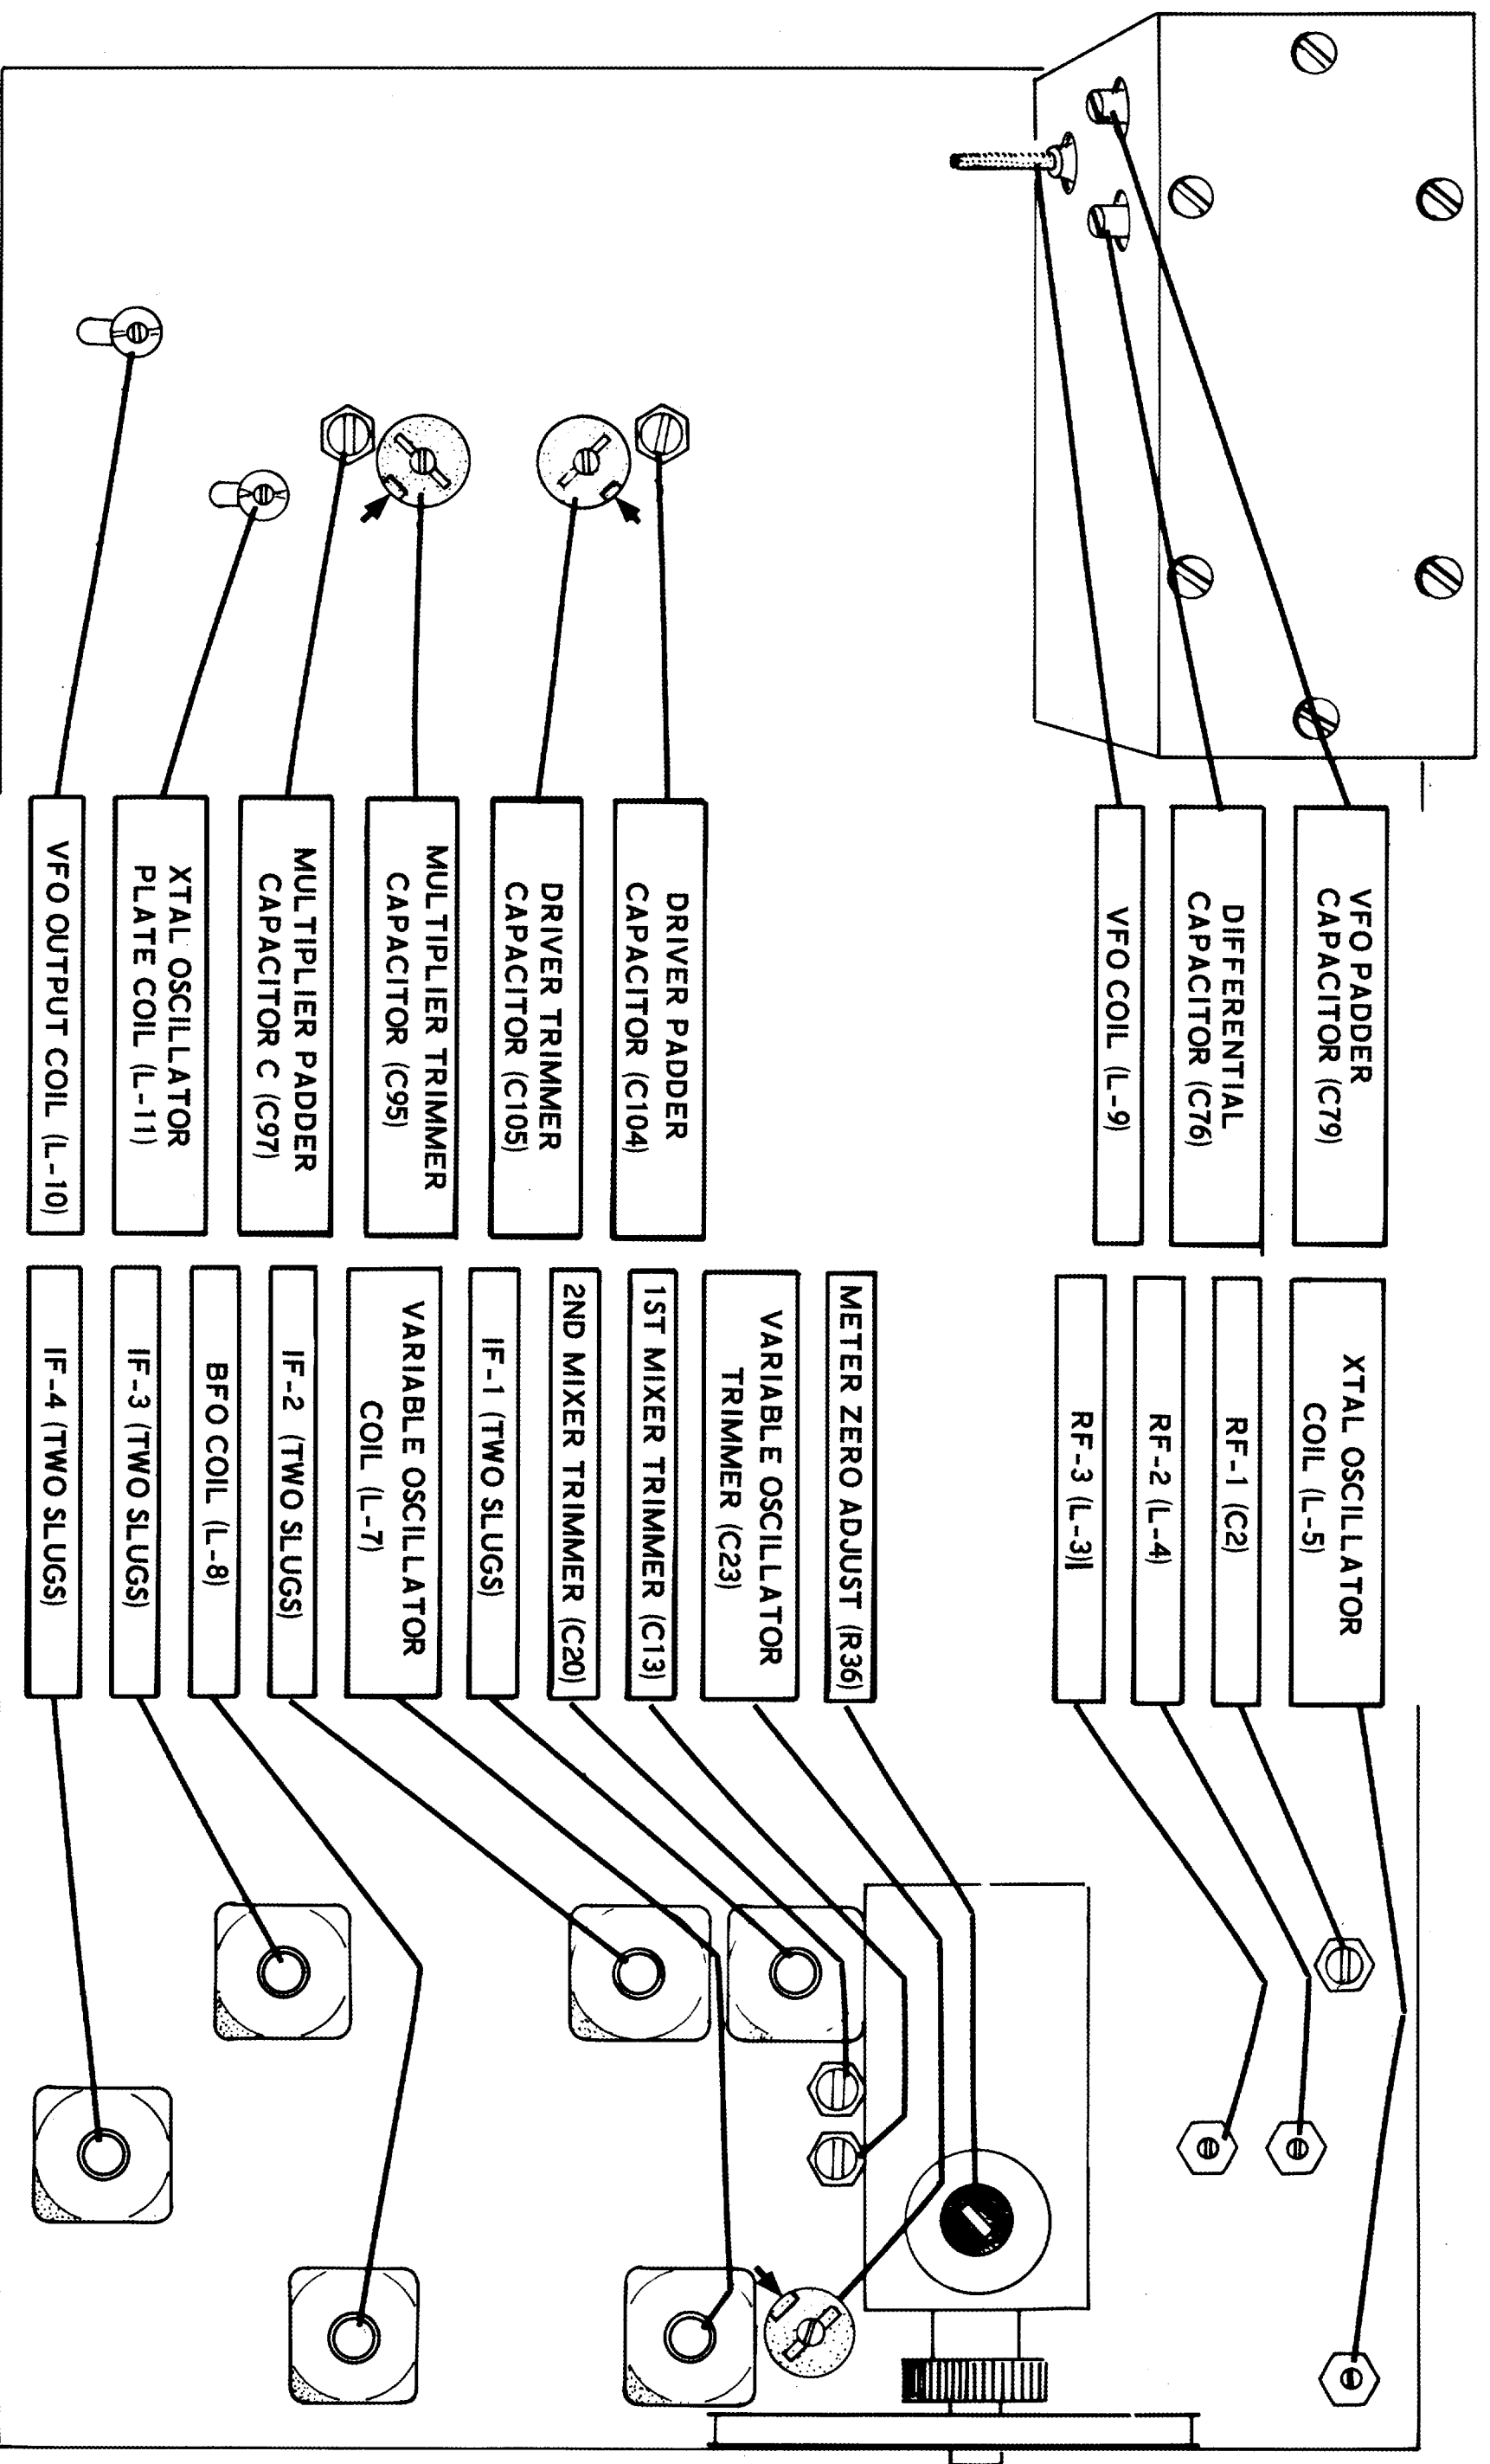 VFO PADDER
CAPACITOR (C79)
DIFFERENTIAL
CAPACITOR (C76)
VFO COIL (L-9)
DRIVER PADDER
CAPACITOR (C104)
DRIVER TRIMMER
CAPACITOR (C105)
MULTIPLIER TRIMMER
CAPACITOR (C95)
MULTIPLIER PADDER
CAPACITOR C (C97)
XTAL OSCILLATOR
PLATE COIL (L-11)
VFO OUTPUT COIL (L-10)
XTAL OSCILLATOR
COIL (L-5)
RF-1 (C2)
RF-2 (L-4)
RF-3 (L-3)
METER ZERO ADJUST (R36)
VARIABLE OSCILLATOR
TRIMMER (C23)
1ST MIXER TRIMMER (C13)
2ND MIXER TRIMMER (C20)
IF-1 (TWO SLUGS)
VARIABLE OSCILLATOR
COIL (L-7)
IF-2 (TWO SLUGS)
BFO COIL (L-8)
IF-3 (TWO SLUGS)
IF-4 (TWO SLUGS)